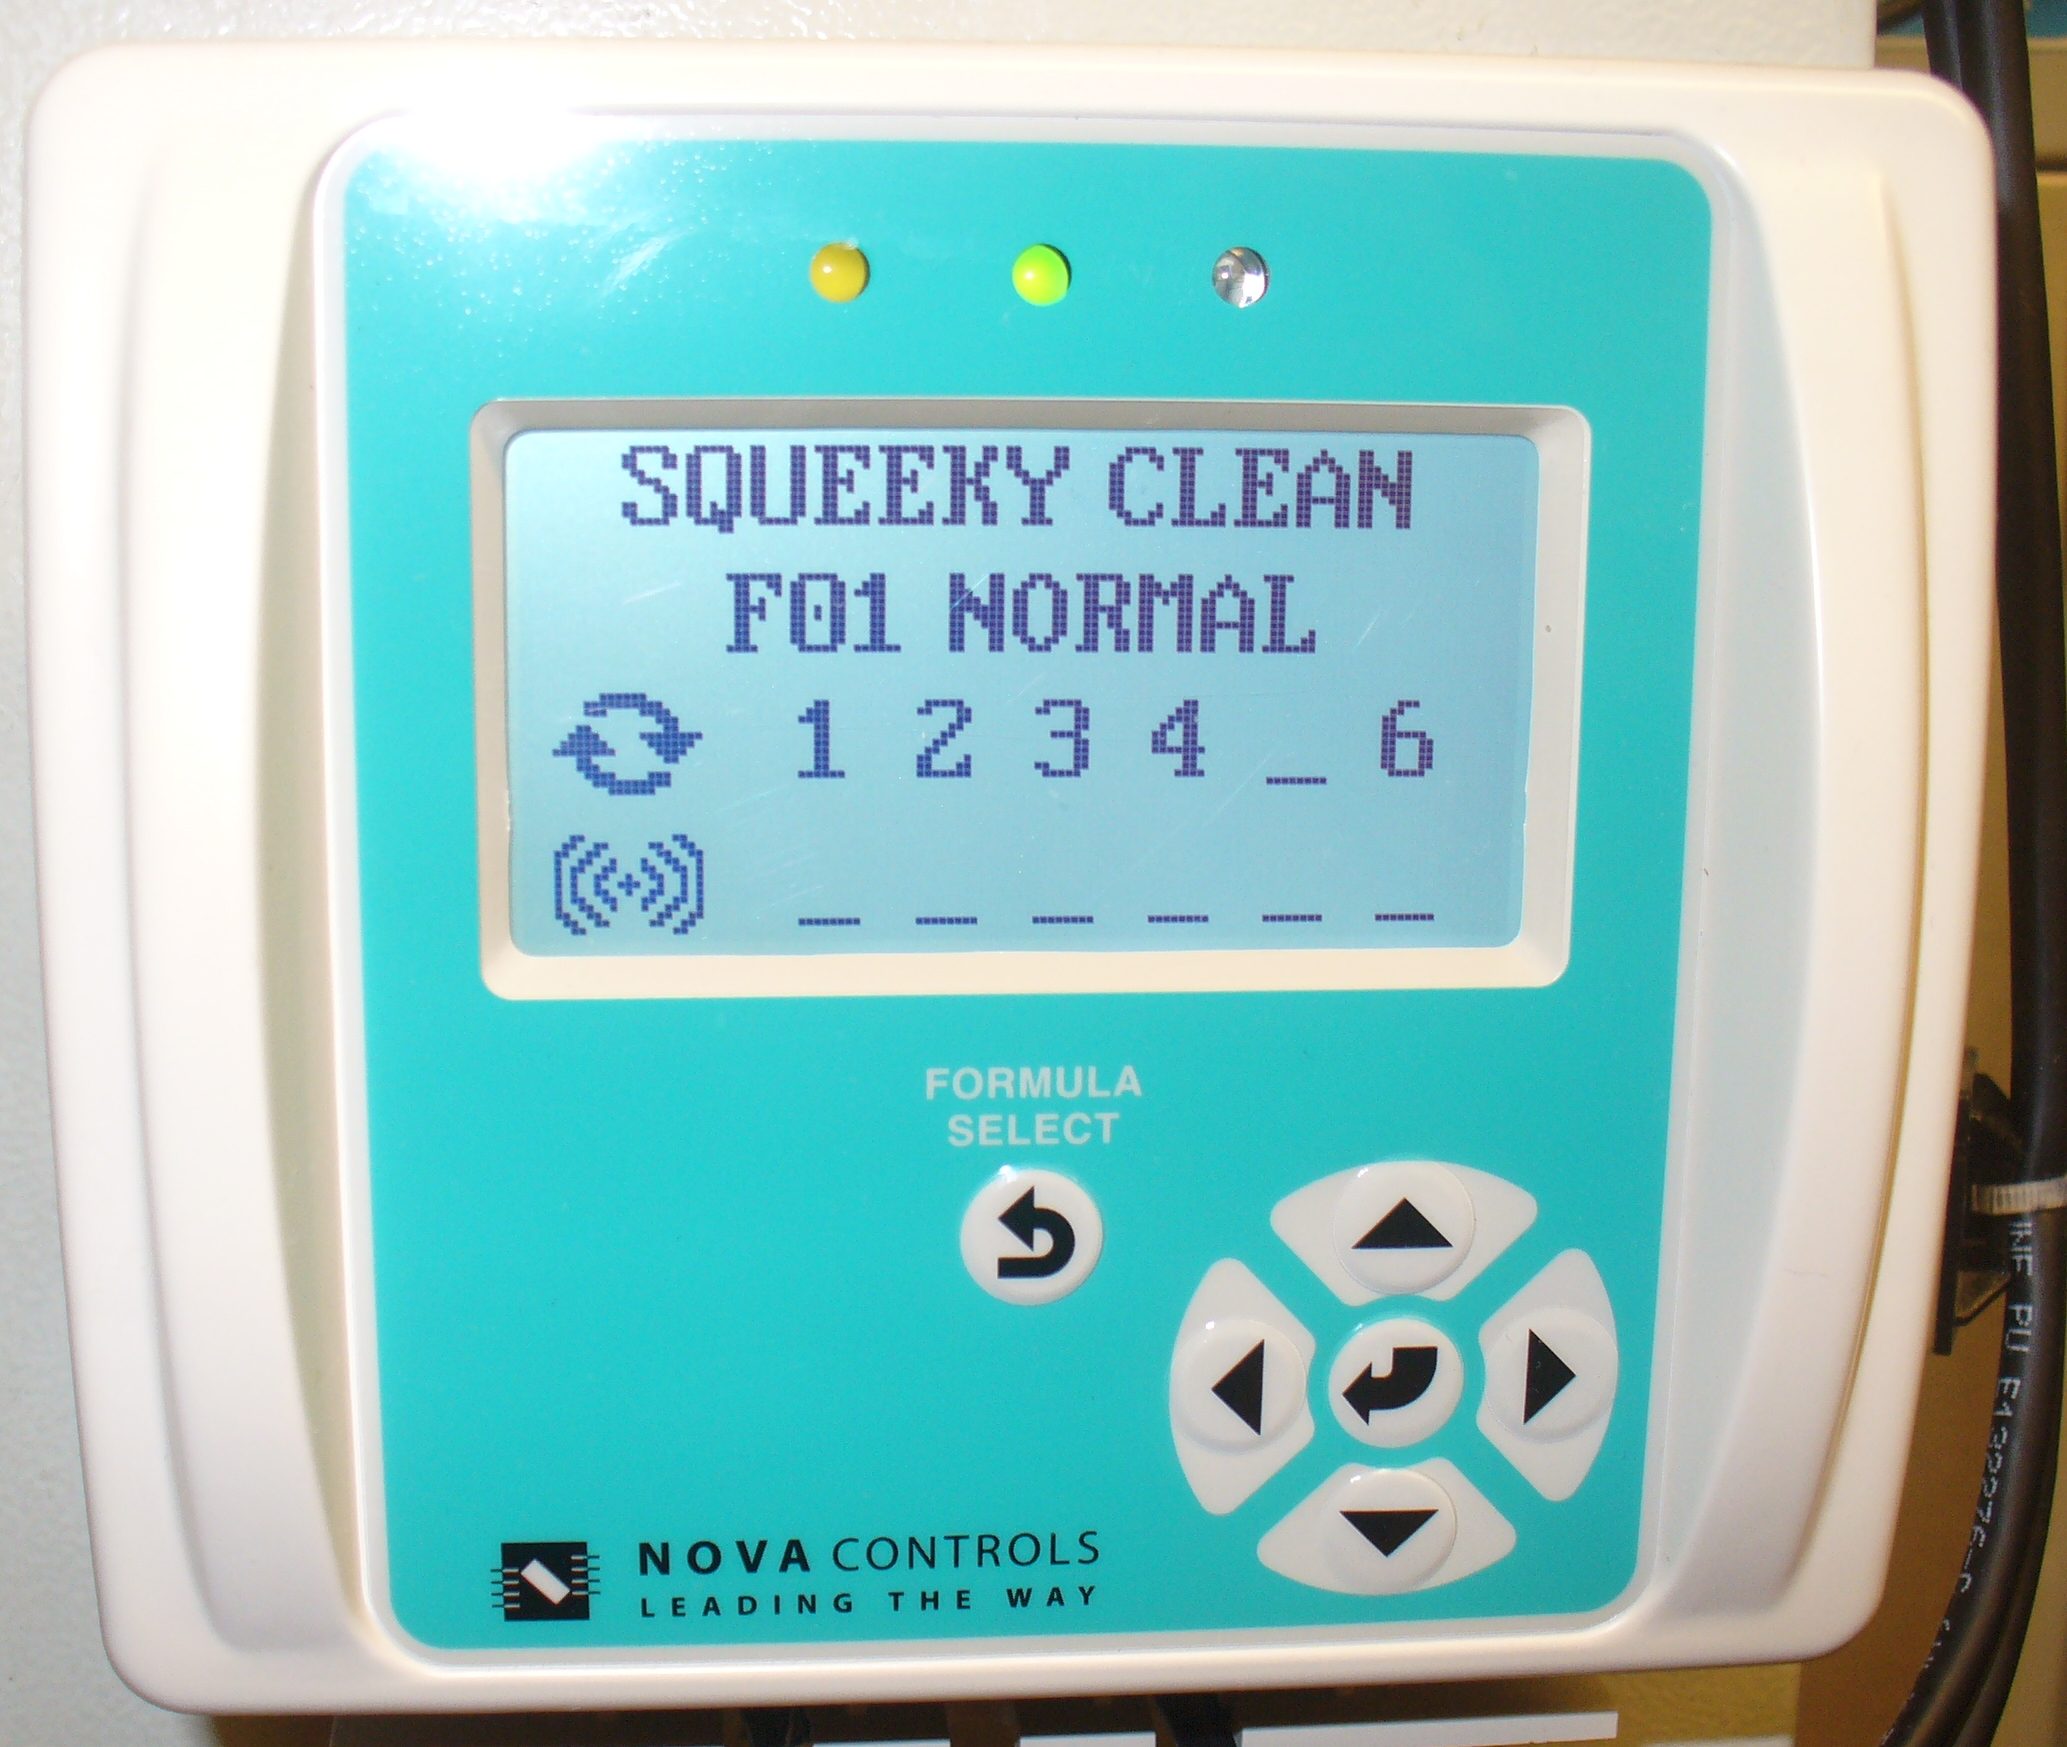 SQUEEKY CLEAN
F01 NORMAL
1 2 3 4 _ 6
_ _ _ _ _ _
FORMULA
SELECT
NOVA CONTROLS
LEADING THE WAY